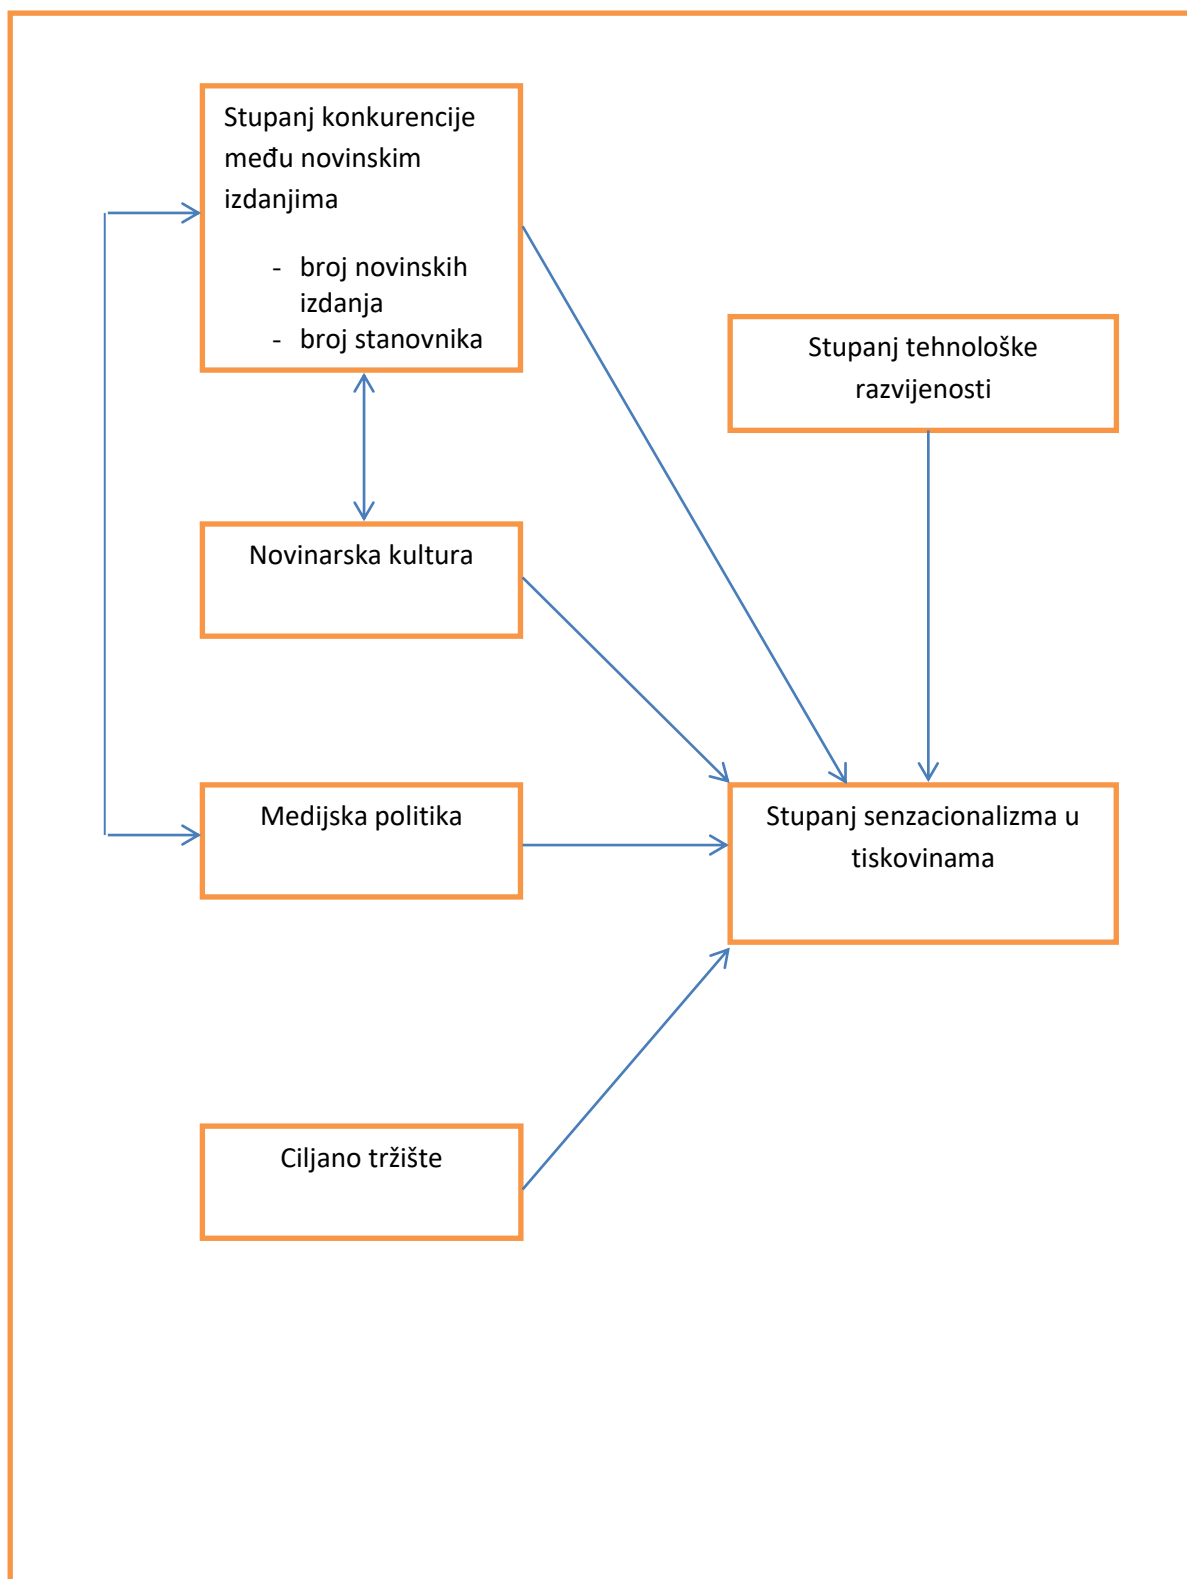 Stupanj konkurencije
među novinskim
izdanjima
- broj novinskih
izdanja
- broj stanovnika
Stupanj tehnološke
razvijenosti
Novinarska kultura
Medijska politika
Stupanj senzacionalizma u
tiskovinama
Ciljano tržište